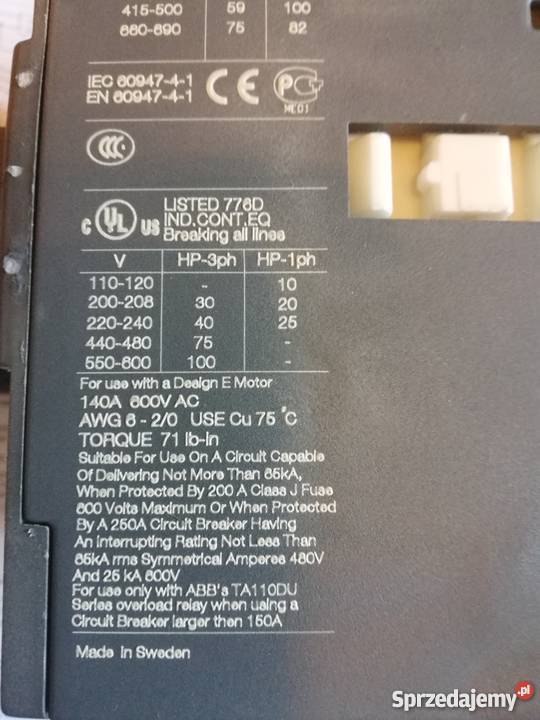 415-500 59 100
660-690 75 82
IEC 60947-4-1
EN 60947-4-1
CE
PC
ME01
CCC
C UL US
LISTED 776D
IND.CONT.EQ
Breaking all lines
V HP-3ph HP-1ph
110-120 - 10
200-208 30 20
220-240 40 25
440-480 75 -
550-600 100 -
For use with a Design E Motor
140A 600V AC
AWG 6 - 2/0 USE Cu 75 °C
TORQUE 71 lb-in
Suitable For Use On A Circuit Capable
Of Delivering Not More Than 65kA,
When Protected By 200 A Class J Fuse
600 Volts Maximum Or When Protected
By A 250A Circuit Breaker Having
An Interrupting Rating Not Less Than
65kA rms Symmetrical Amperes 480V
And 25 kA 600V
For use only with ABB's TA110DU
Series overload relay when using a
Circuit Breaker larger then 150A
Made in Sweden
Sprzedajemy.pl